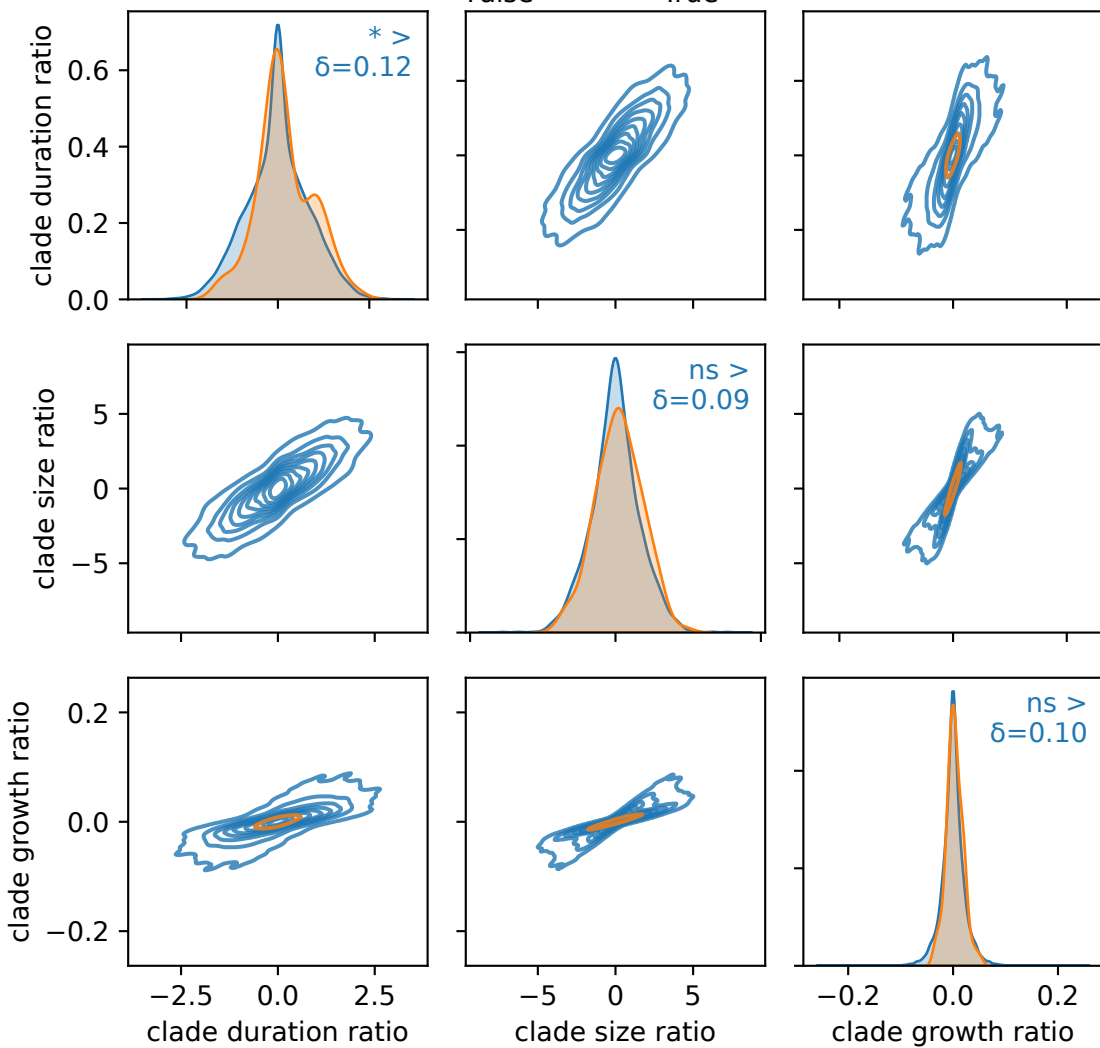 clade duration ratio
0.6
0.4
0.2
0.0
* >
δ=0.12
clade size ratio
5
0
−5
ns >
δ=0.09
clade growth ratio
0.2
0.0
−0.2
ns >
δ=0.10
−2.5 0.0 2.5
clade duration ratio
−5 0 5
clade size ratio
−0.2 0.0 0.2
clade growth ratio